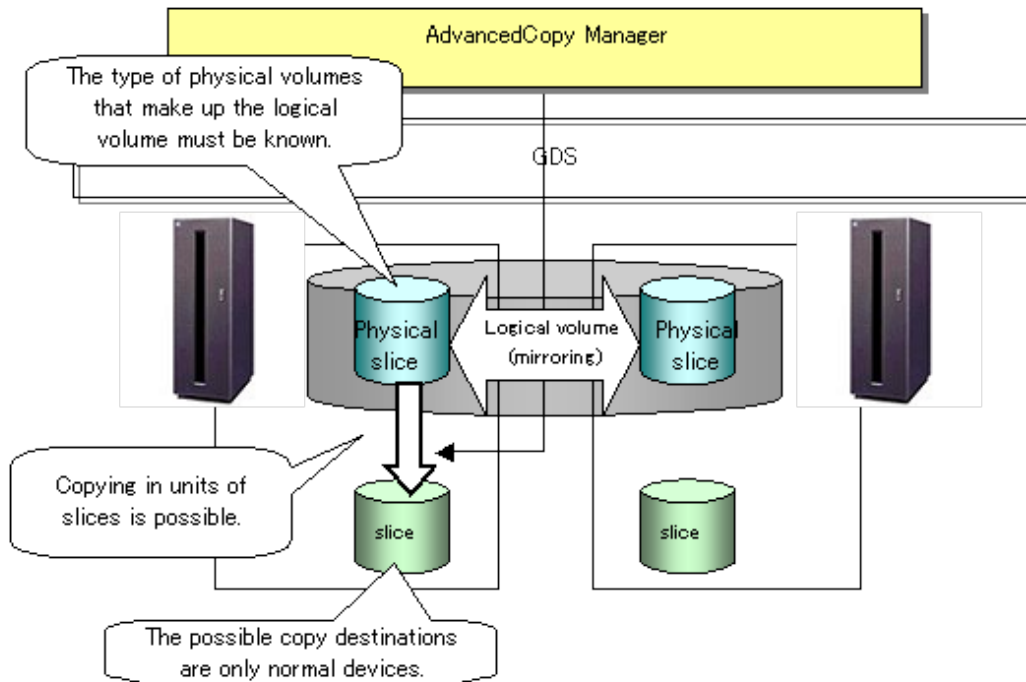 AdvancedCopy Manager
The type of physical volumes
that make up the logical
volume must be known.
GDS
Physical
slice
Logical volume
(mirroring)
Physical
slice
Copying in units of
slices is possible.
slice
slice
The possible copy destinations
are only normal devices.